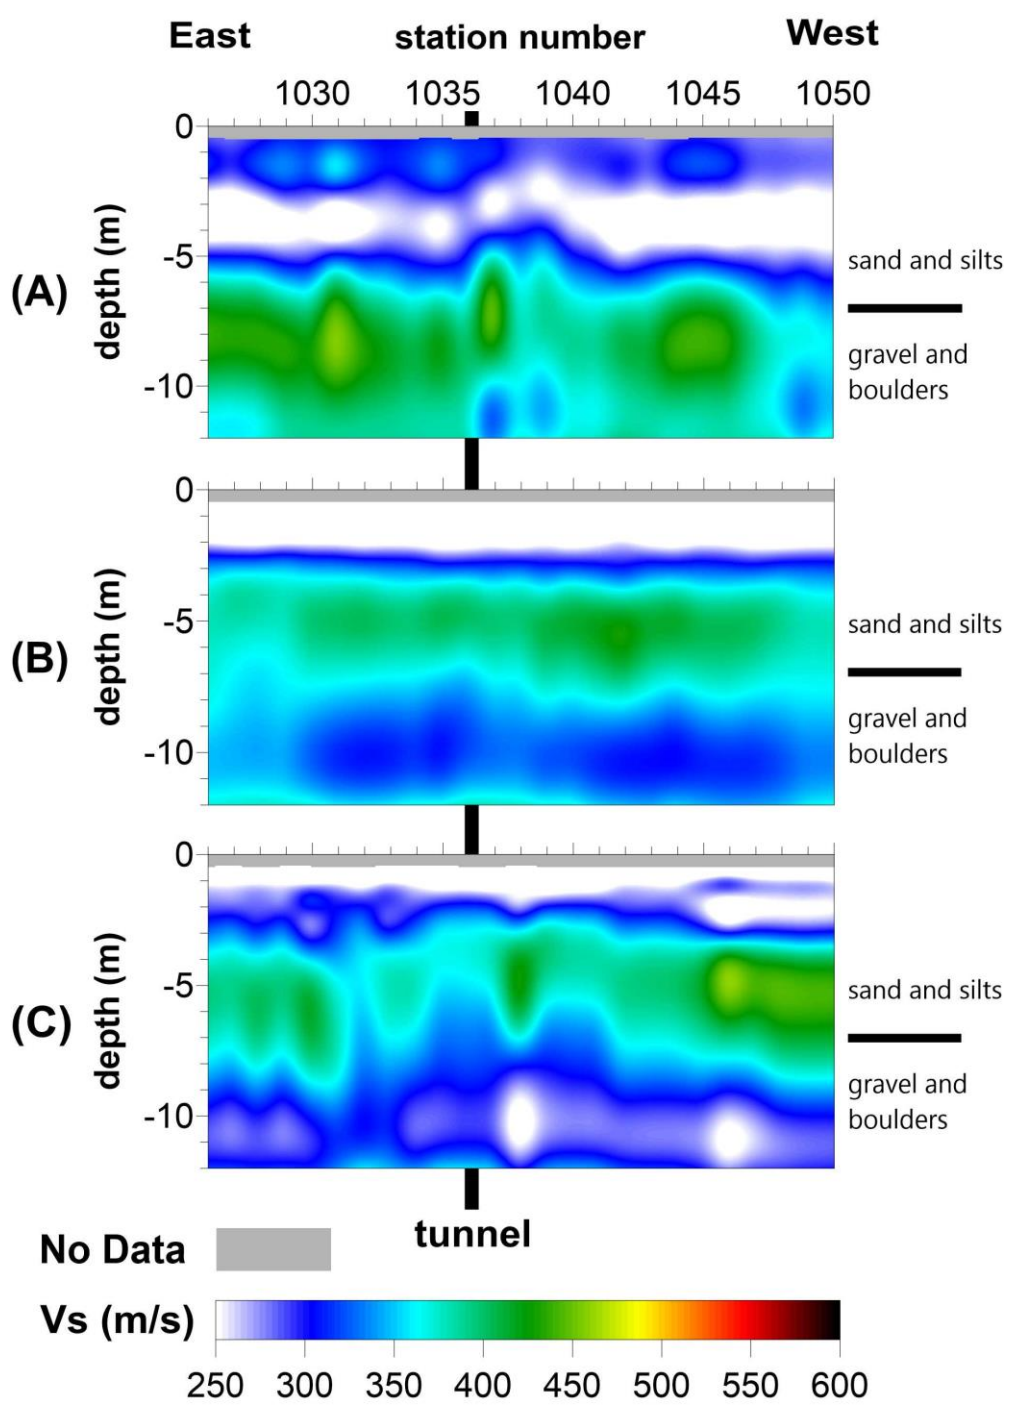 East station number West
1030 1035 1040 1045 1050
(A)
depth (m)
0
-5
-10
sand and silts
gravel and
boulders
(B)
depth (m)
0
-5
-10
sand and silts
gravel and
boulders
(C)
depth (m)
0
-5
-10
sand and silts
gravel and
boulders
tunnel
No Data
Vs (m/s)
250 300 350 400 450 500 550 600